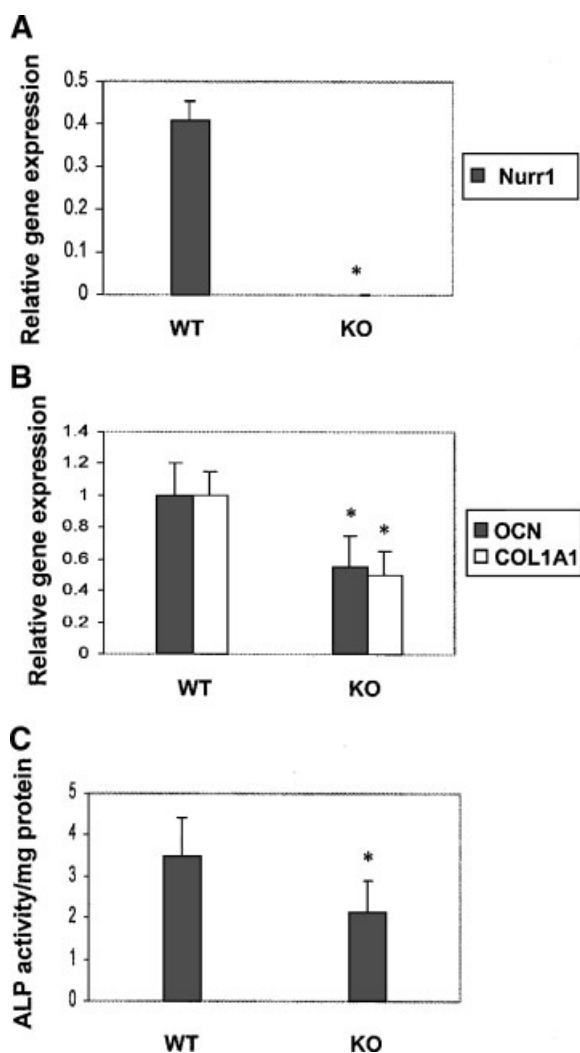 A
Relative gene expression
0.5
0.4
0.3
0.2
0.1
0
*
WT
KO
Nurr1
B
Relative gene expression
1.4
1.2
1
0.8
0.6
0.4
0.2
0
* *
WT
KO
OCN
COL1A1
C
ALP activity/mg protein
5
4
3
2
1
0
*
WT
KO